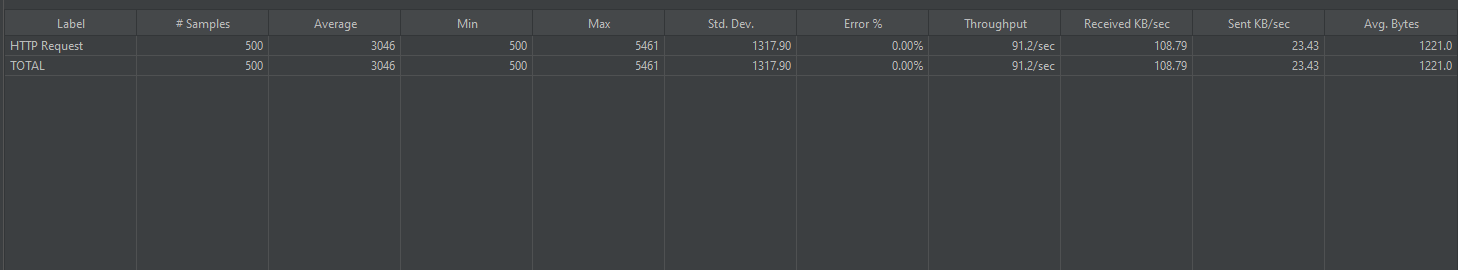 Label # Samples Average Min Max Std. Dev. Error % Throughput Received KB/sec Sent KB/sec Avg. Bytes
HTTP Request 500 3046 500 5461 1317.90 0.00% 91.2/sec 108.79 23.43 1221.0
TOTAL 500 3046 500 5461 1317.90 0.00% 91.2/sec 108.79 23.43 1221.0